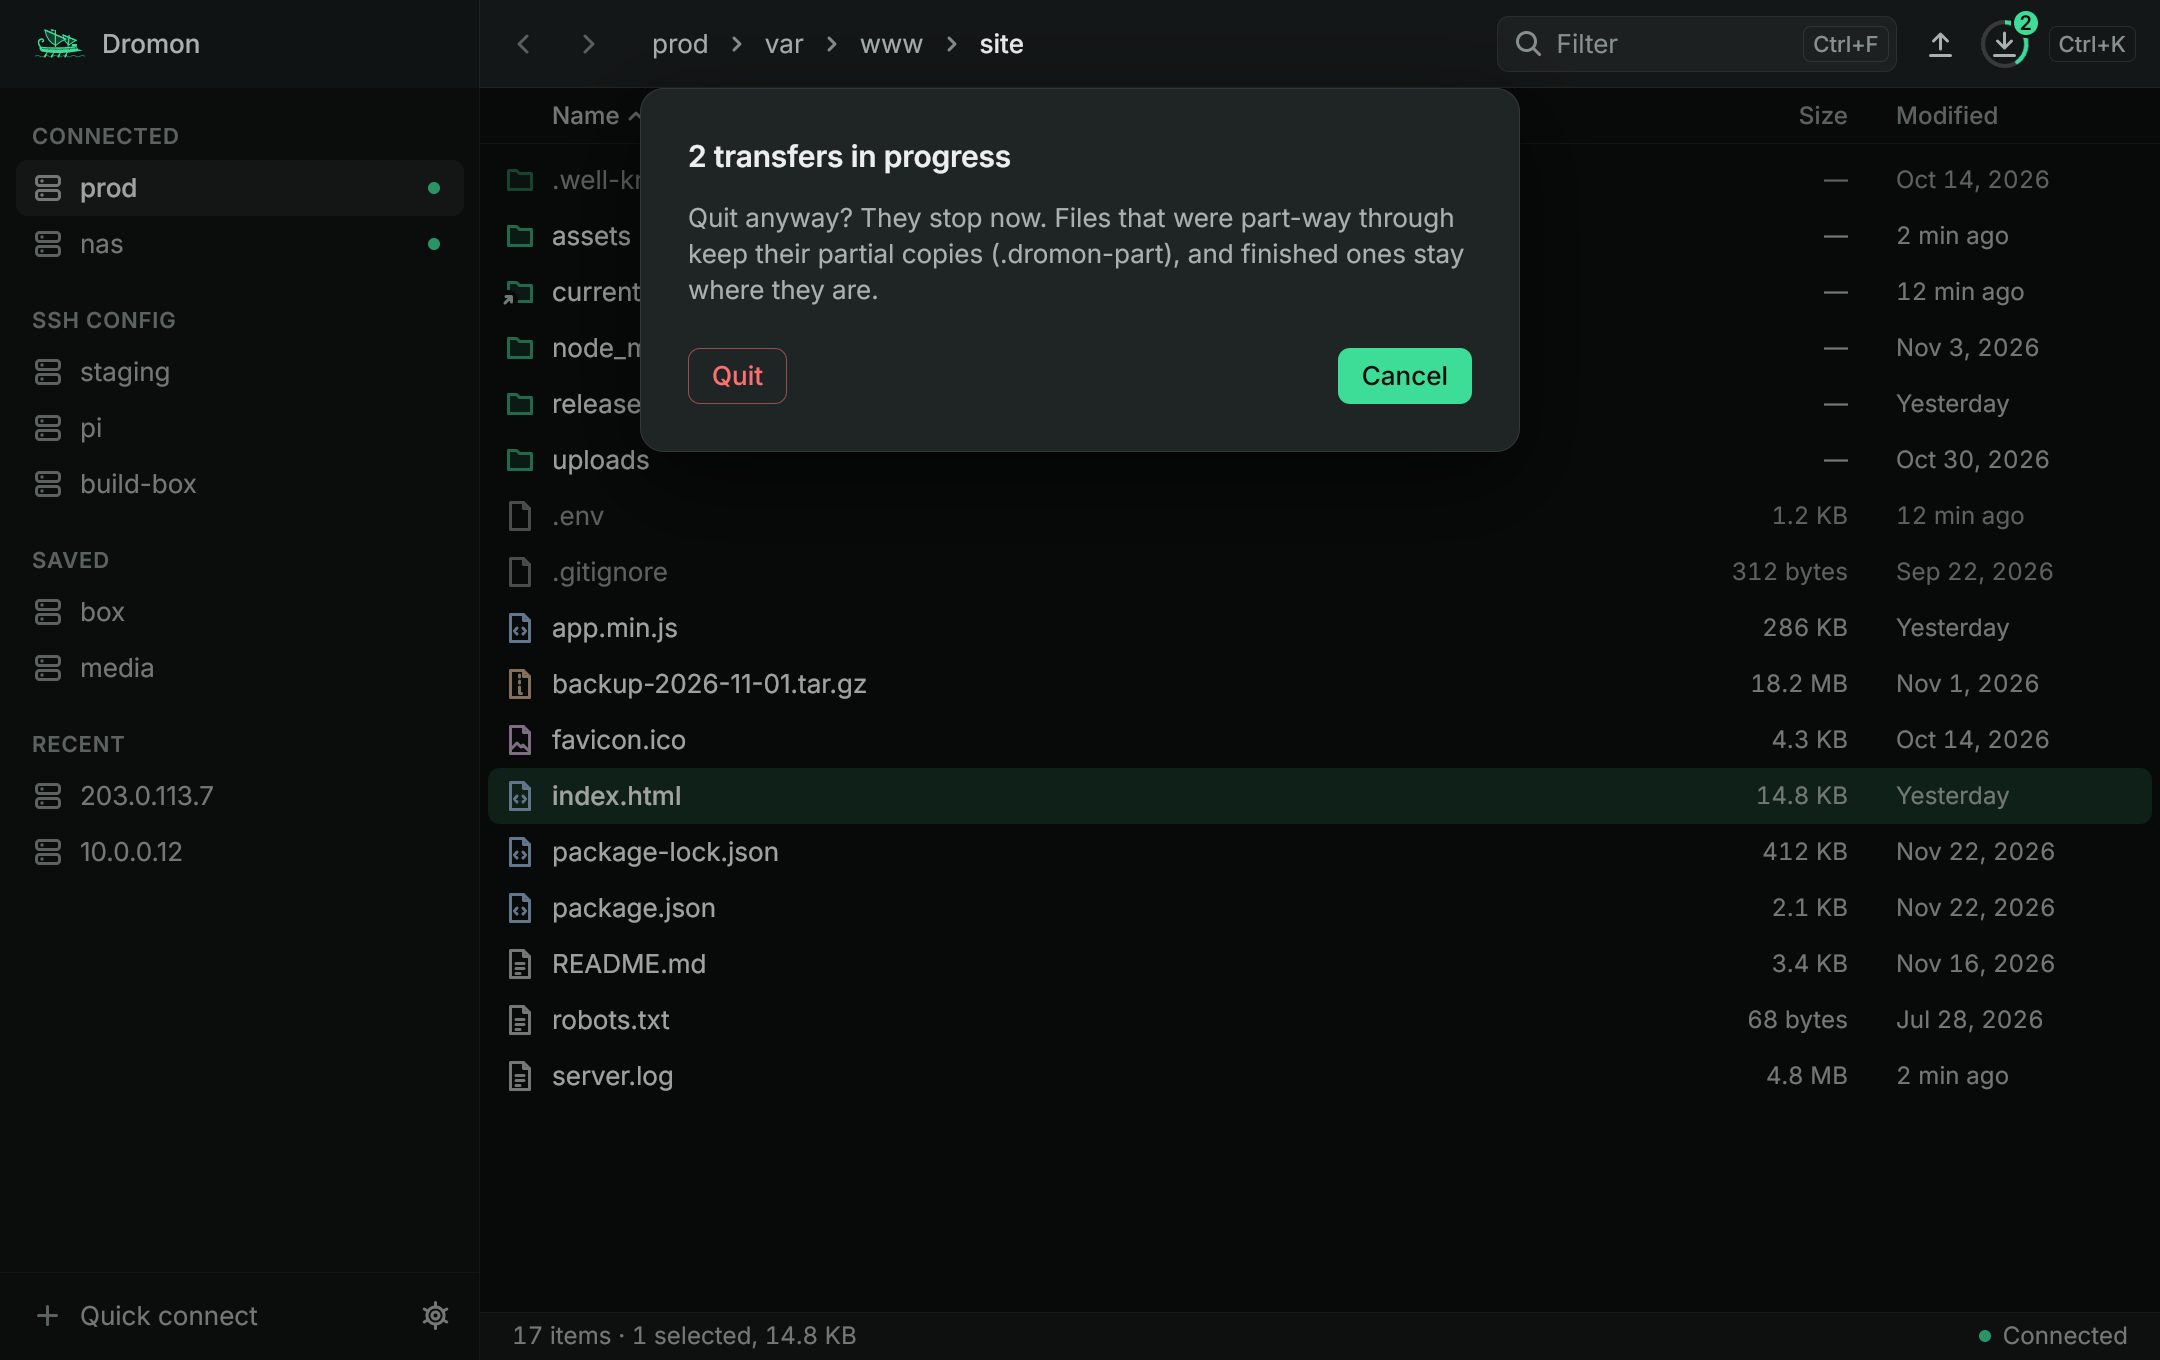 Dromon
prod > var > www > site
Filter
Ctrl+F
2
Ctrl+K
CONNECTED
prod
nas
SSH CONFIG
staging
pi
build-box
SAVED
box
media
RECENT
203.0.113.7
10.0.0.12
Quick connect
Name Size Modified
.well-kn — Oct 14, 2026
assets — 2 min ago
current — 12 min ago
node_m — Nov 3, 2026
release — Yesterday
uploads — Oct 30, 2026
.env 1.2 KB 12 min ago
.gitignore 312 bytes Sep 22, 2026
app.min.js 286 KB Yesterday
backup-2026-11-01.tar.gz 18.2 MB Nov 1, 2026
favicon.ico 4.3 KB Oct 14, 2026
index.html 14.8 KB Yesterday
package-lock.json 412 KB Nov 22, 2026
package.json 2.1 KB Nov 22, 2026
README.md 3.4 KB Nov 16, 2026
robots.txt 68 bytes Jul 28, 2026
server.log 4.8 MB 2 min ago
2 transfers in progress
Quit anyway? They stop now. Files that were part-way through
keep their partial copies (.dromon-part), and finished ones stay
where they are.
Quit
Cancel
17 items · 1 selected, 14.8 KB
Connected